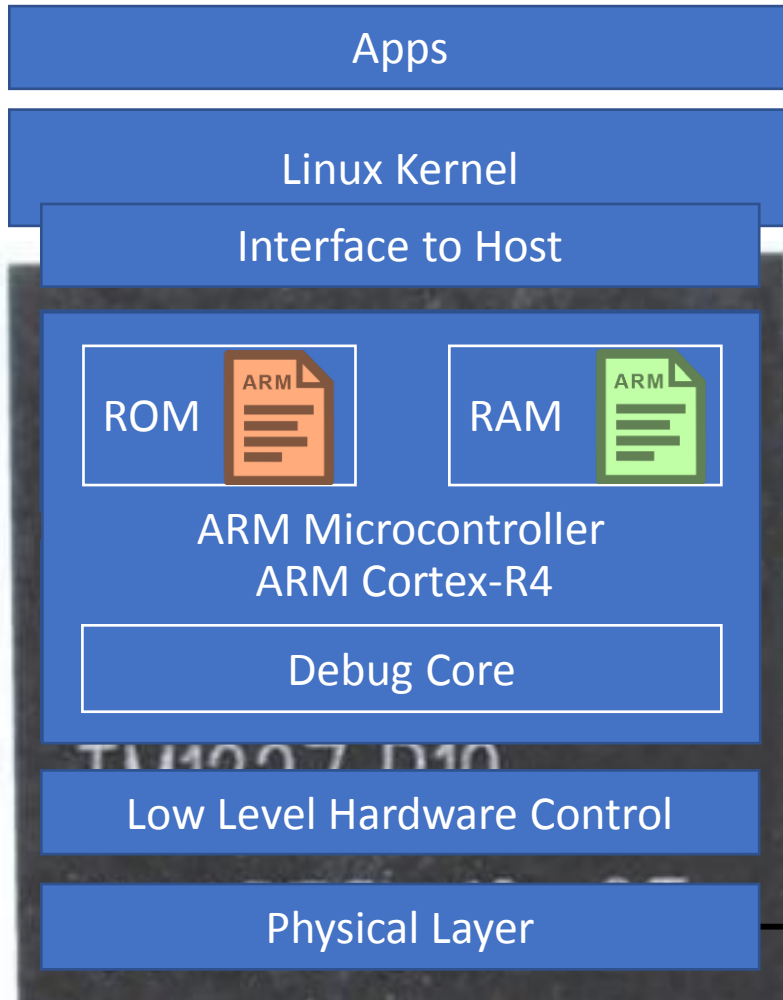 Apps
Linux Kernel
Interface to Host
ROM
ARM
RAM
ARM
ARM Microcontroller
ARM Cortex-R4
Debug Core
Low Level Hardware Control
Physical Layer